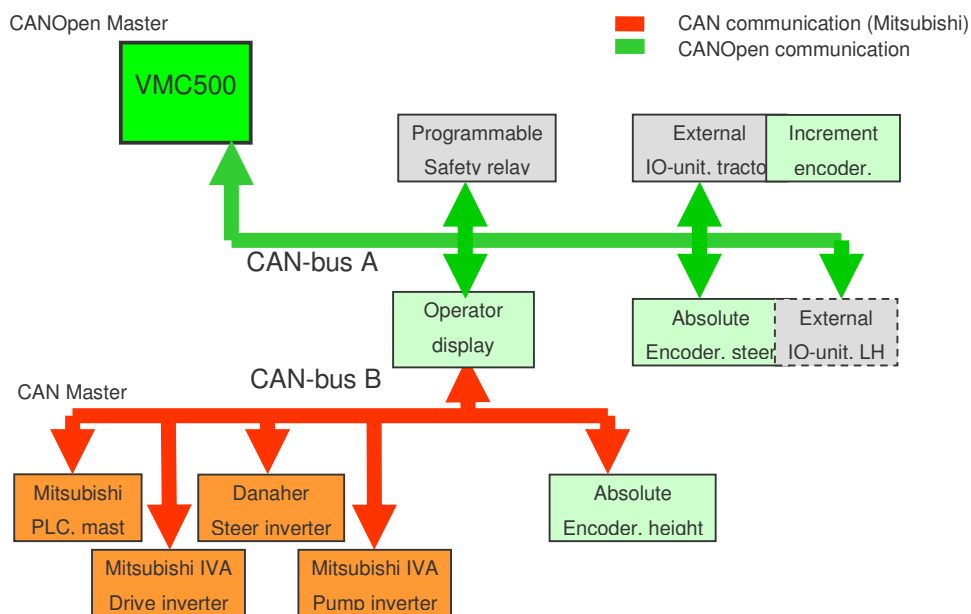 CANOpen Master
CAN communication (Mitsubishi)
CANOpen communication
VMC500
Programmable
Safety relay
External
IO-unit, tracto
Increment
encoder.
CAN-bus A
Operator
display
Absolute
Encoder. steer
External
IO-unit. LH
CAN-bus B
CAN Master
Mitsubishi
PLC. mast
Danaher
Steer inverter
Absolute
Encoder. height
Mitsubishi IVA
Drive inverter
Mitsubishi IVA
Pump inverter